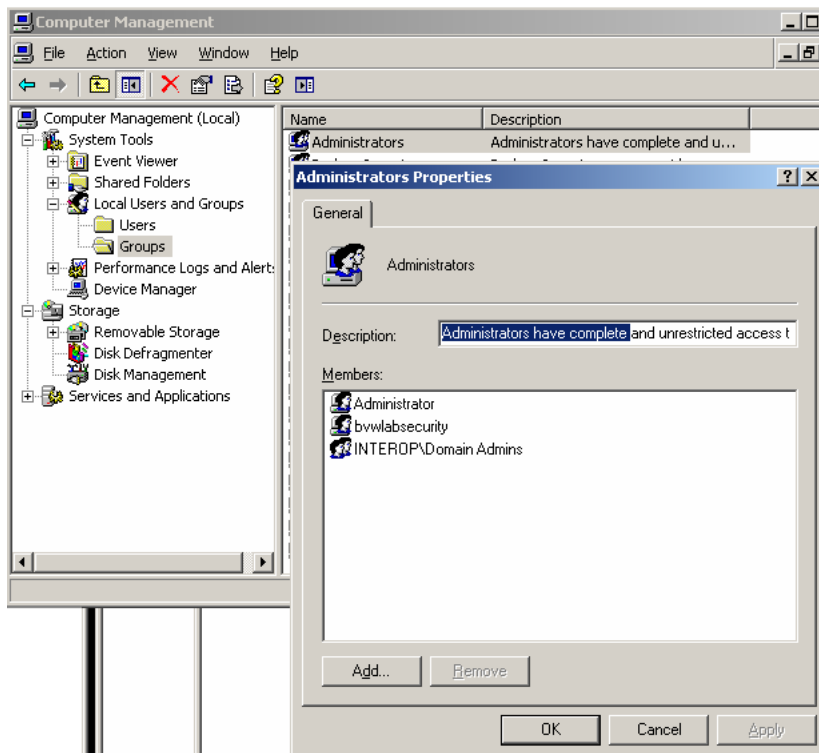 Computer Management
File Action View Window Help
Computer Management (Local)
System Tools
Event Viewer
Shared Folders
Local Users and Groups
Users
Groups
Performance Logs and Alert:
Device Manager
Storage
Removable Storage
Disk Defragmenter
Disk Management
Services and Applications
Name Description
Administrators Administrators have complete and u...
Administrators Properties
General
Administrators
Description: Administrators have complete and unrestricted access t
Members:
Administrator
bvwlabsecurity
INTEROP\Domain Admins
Add... Remove
OK Cancel Apply